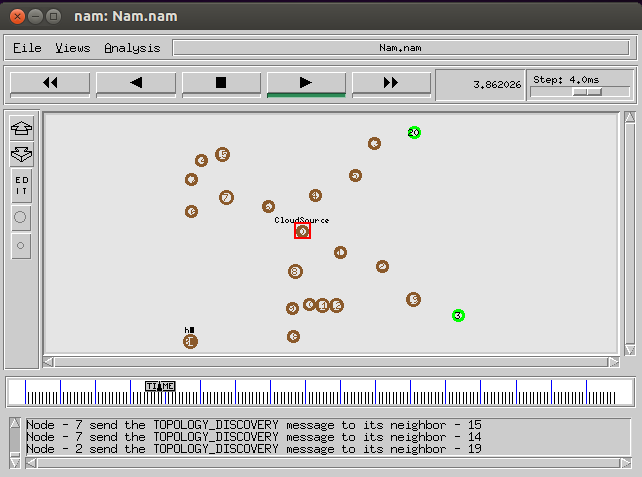 nam: Nam.nam
File Views Analysis Nam.nam
3.862026 Step: 4.0ms
ED
IT
20
7
CloudSource
8
3
TIME
Node - 7 send the TOPOLOGY_DISCOVERY message to its neighbor - 15
Node - 7 send the TOPOLOGY_DISCOVERY message to its neighbor - 14
Node - 2 send the TOPOLOGY_DISCOVERY message to its neighbor - 19